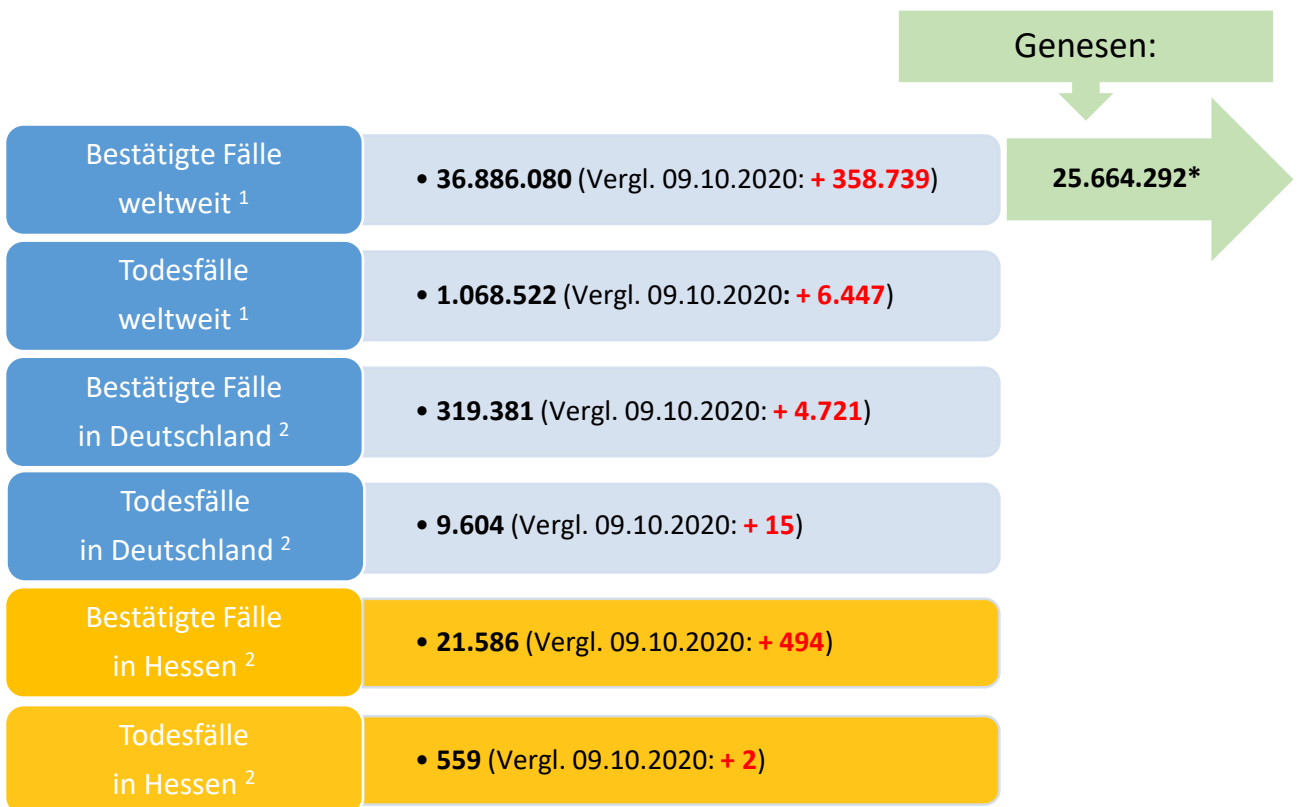 Genesen:
Bestätigte Fälle
weltweit ¹
• 36.886.080 (Vergl. 09.10.2020: + 358.739)
25.664.292*
Todesfälle
weltweit ¹
• 1.068.522 (Vergl. 09.10.2020: + 6.447)
Bestätigte Fälle
in Deutschland ²
• 319.381 (Vergl. 09.10.2020: + 4.721)
Todesfälle
in Deutschland ²
• 9.604 (Vergl. 09.10.2020: + 15)
Bestätigte Fälle
in Hessen ²
• 21.586 (Vergl. 09.10.2020: + 494)
Todesfälle
in Hessen ²
• 559 (Vergl. 09.10.2020: + 2)